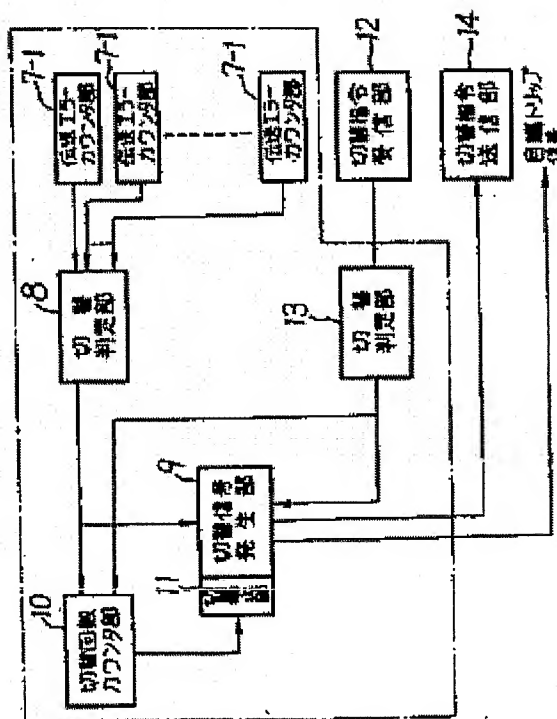 7-1
伝送エラー
カウンタ部
7-1
伝送エラー
カウンタ部
7-1
伝送エラー
カウンタ部
12
切替指令
受信部
14
切替指令
送信部
自端トリップ
8
切替
判定部
13
切替
判定部
9
切替信号
発生部
11
10
切替回数
カウンタ部